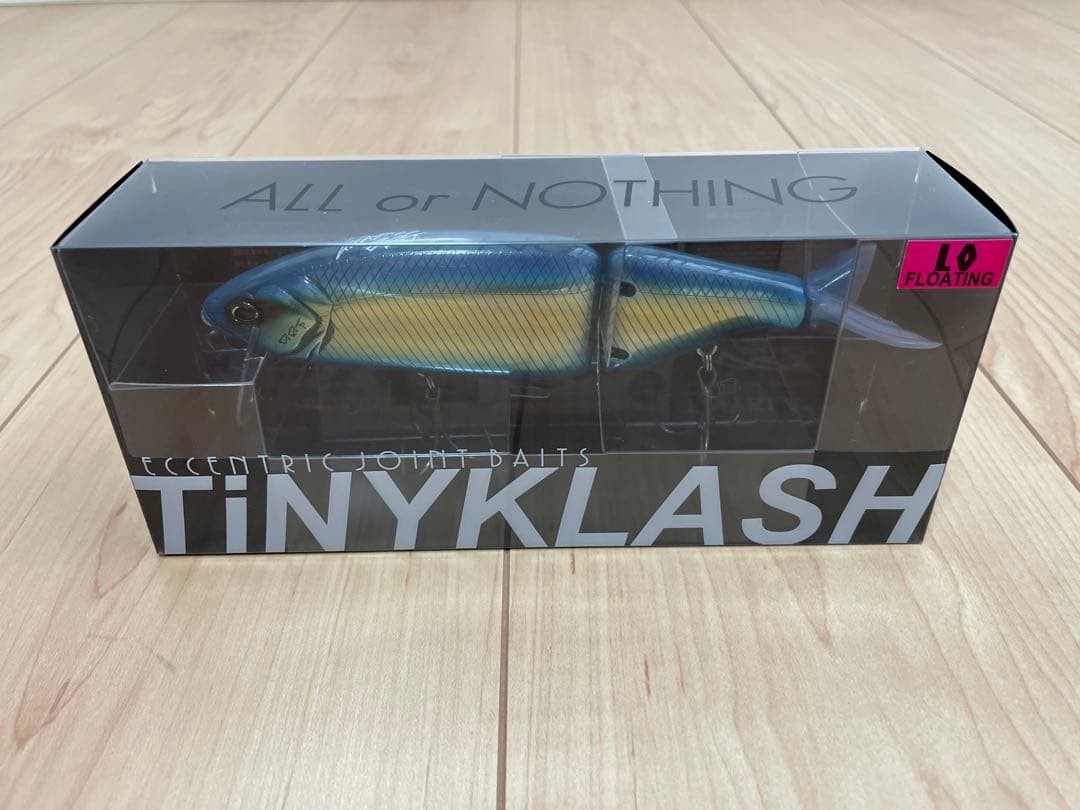 ALL or NOTHING
LO
FLOATING
D.R.T.
ECCENTRIC JOINT BAITS
TiNYKLASH